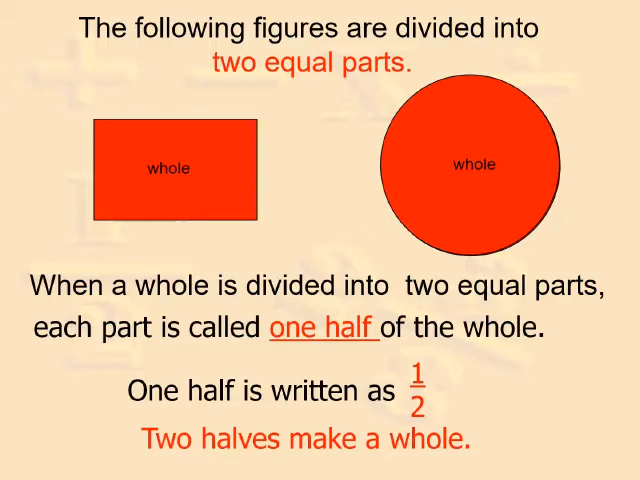 The following figures are divided into
two equal parts.
whole
whole
When a whole is divided into two equal parts,
each part is called one half of the whole.
One half is written as 1/2
Two halves make a whole.